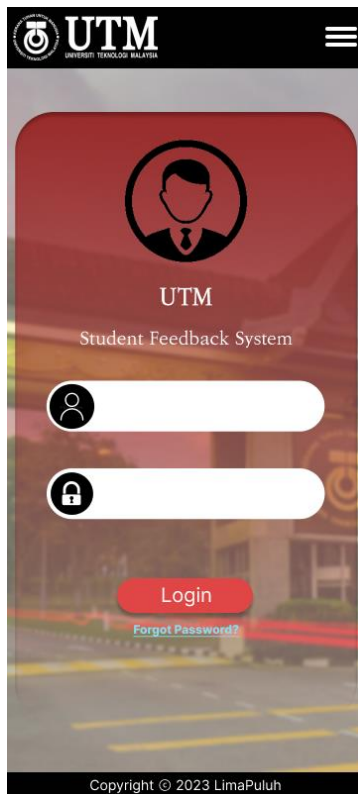 UTM
UNIVERSITI TEKNOLOGI MALAYSIA
UTM
Student Feedback System
Login
Forgot Password?
Copyright © 2023 LimaPuluh